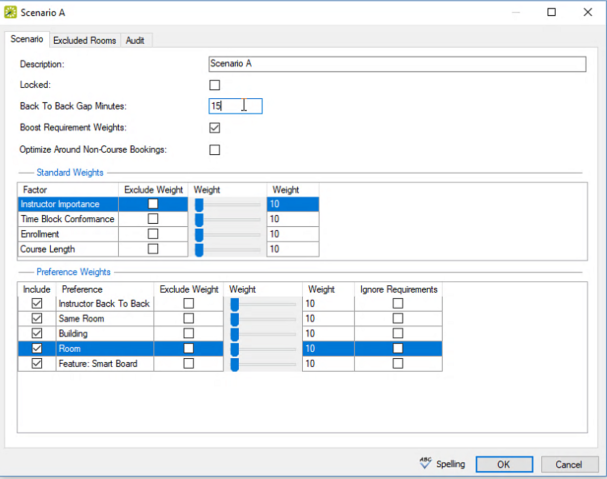 Scenario A
Scenario Excluded Rooms Audit
Description: Scenario A
Locked:
Back To Back Gap Minutes: 15
Boost Requirement Weights:
Optimize Around Non-Course Bookings:
Standard Weights
Factor Exclude Weight Weight Weight
Instructor Importance 10
Time Block Conformance 10
Enrollment 10
Course Length 10
Preference Weights
Include Preference Exclude Weight Weight Weight Ignore Requirements
Instructor Back To Back 10
Same Room 10
Building 10
Room 10
Feature: Smart Board 10
ABC Spelling OK Cancel